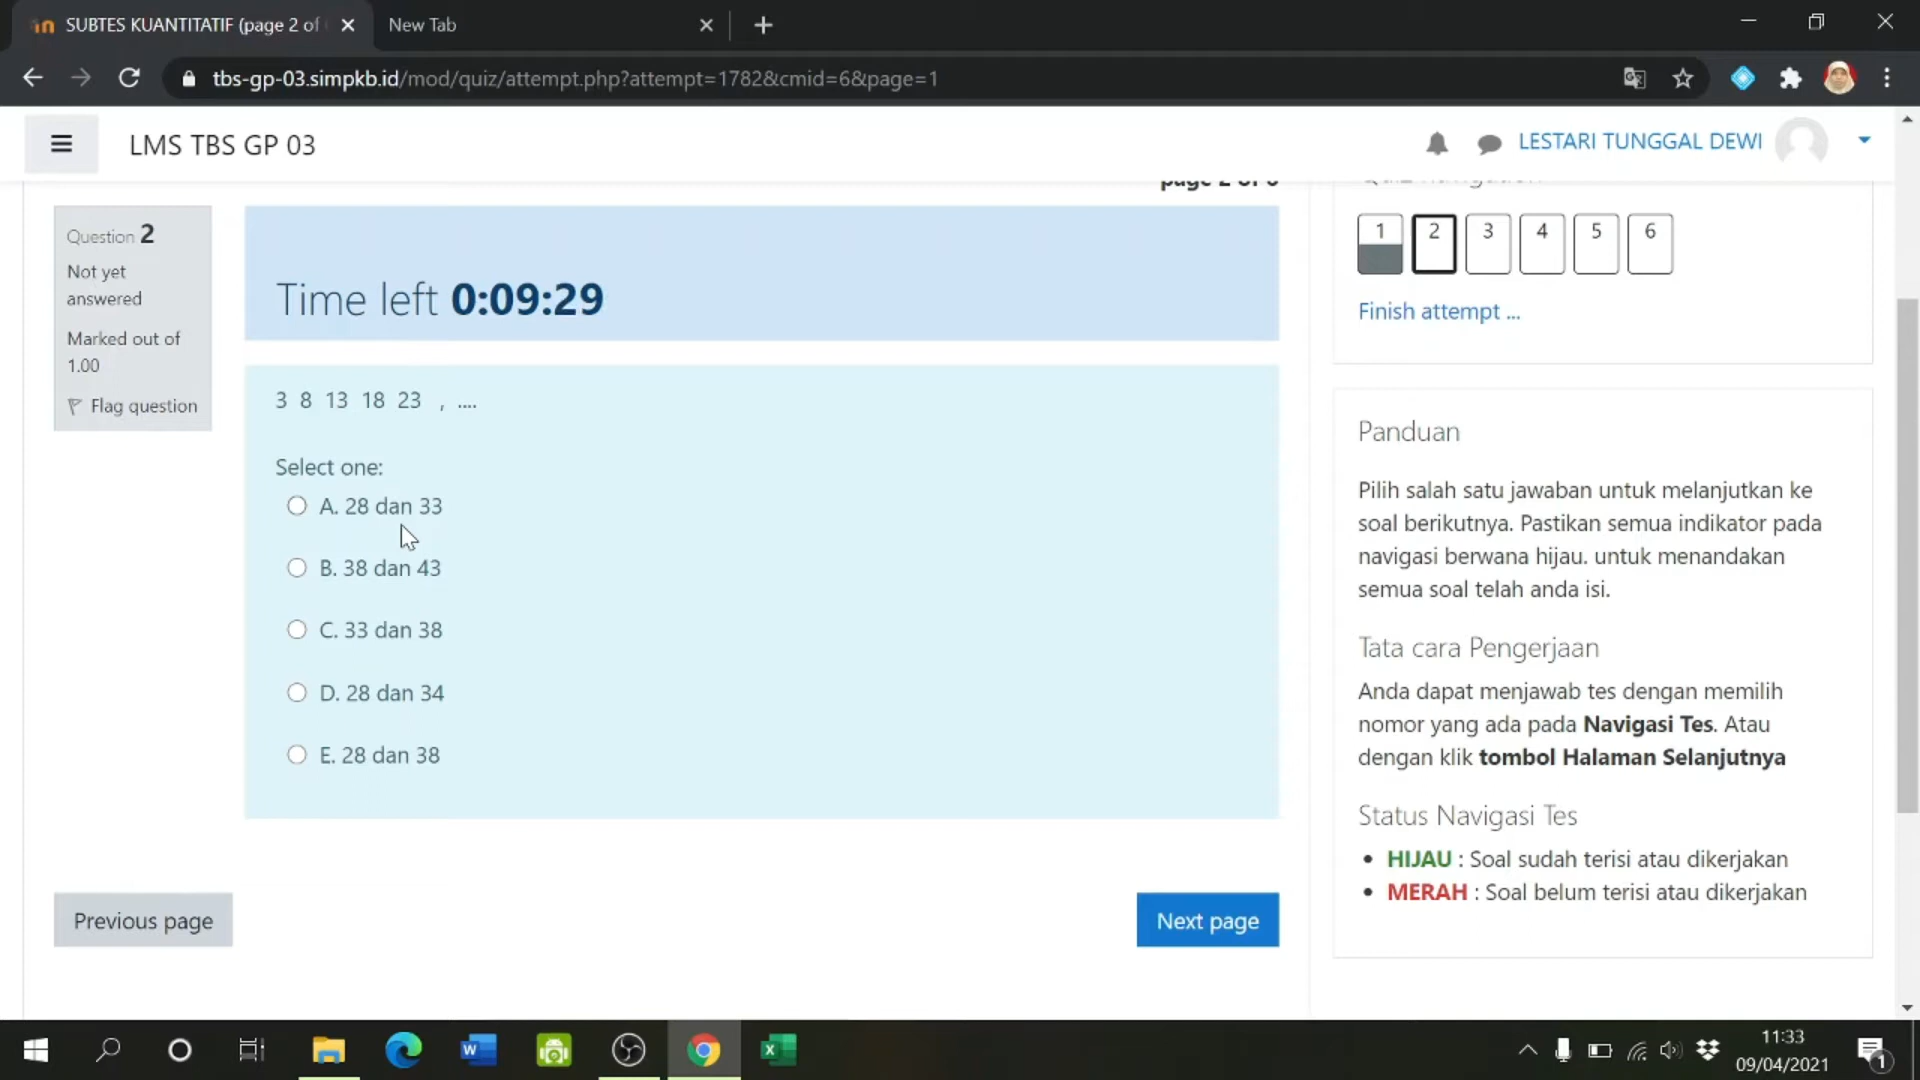 SUBTES KUANTITATIF (page 2 of
New Tab
tbs-gp-03.simpkb.id/mod/quiz/attempt.php?attempt=1782&cmid=6&page=1
LMS TBS GP 03
LESTARI TUNGGAL DEWI
page 2 of 6
Quiz navigation
Question 2
Not yet
answered
Marked out of
1.00
Flag question
Time left 0:09:29
3 8 13 18 23 , ....
Select one:
A. 28 dan 33
B. 38 dan 43
C. 33 dan 38
D. 28 dan 34
E. 28 dan 38
Previous page
Next page
1 2 3 4 5 6
Finish attempt ...
Panduan
Pilih salah satu jawaban untuk melanjutkan ke
soal berikutnya. Pastikan semua indikator pada
navigasi berwana hijau. untuk menandakan
semua soal telah anda isi.
Tata cara Pengerjaan
Anda dapat menjawab tes dengan memilih
nomor yang ada pada Navigasi Tes. Atau
dengan klik tombol Halaman Selanjutnya
Status Navigasi Tes
• HIJAU : Soal sudah terisi atau dikerjakan
• MERAH : Soal belum terisi atau dikerjakan
11:33
09/04/2021
1